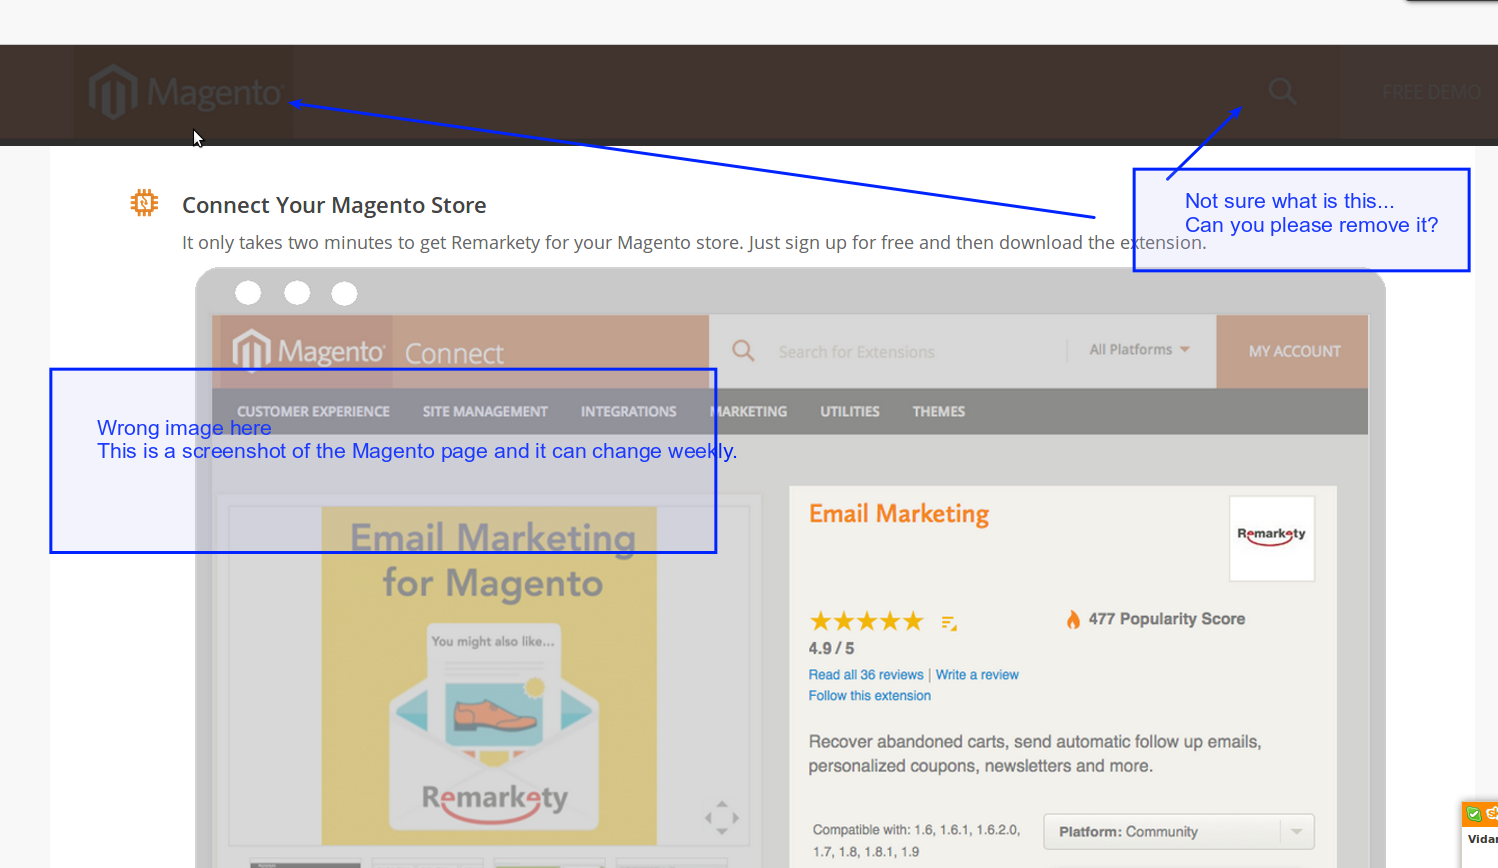 Magento
FREE DEMO
Connect Your Magento Store
It only takes two minutes to get Remarkety for your Magento store. Just sign up for free and then download the extension.
Not sure what is this...
Can you please remove it?
Magento Connect
Search for Extensions
All Platforms
MY ACCOUNT
CUSTOMER EXPERIENCE SITE MANAGEMENT INTEGRATIONS MARKETING UTILITIES THEMES
Wrong image here
This is a screenshot of the Magento page and it can change weekly.
Email Marketing
for Magento
You might also like...
Remarkety
Email Marketing
Remarkety
4.9 / 5
477 Popularity Score
Read all 36 reviews | Write a review
Follow this extension
Recover abandoned carts, send automatic follow up emails,
personalized coupons, newsletters and more.
Compatible with: 1.6, 1.6.1, 1.6.2.0,
1.7, 1.8, 1.8.1, 1.9
Platform: Community